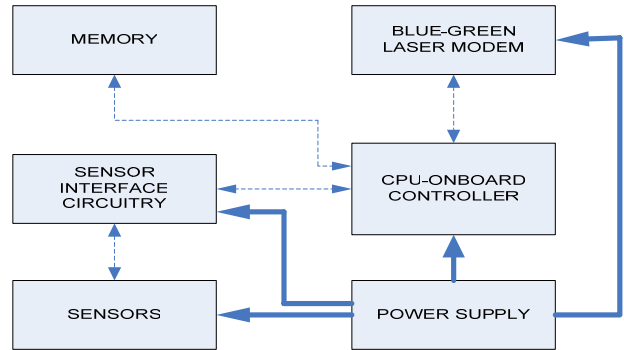 MEMORY
BLUE-GREEN
LASER MODEM
SENSOR
INTERFACE
CIRCUITRY
CPU-ONBOARD
CONTROLLER
SENSORS
POWER SUPPLY